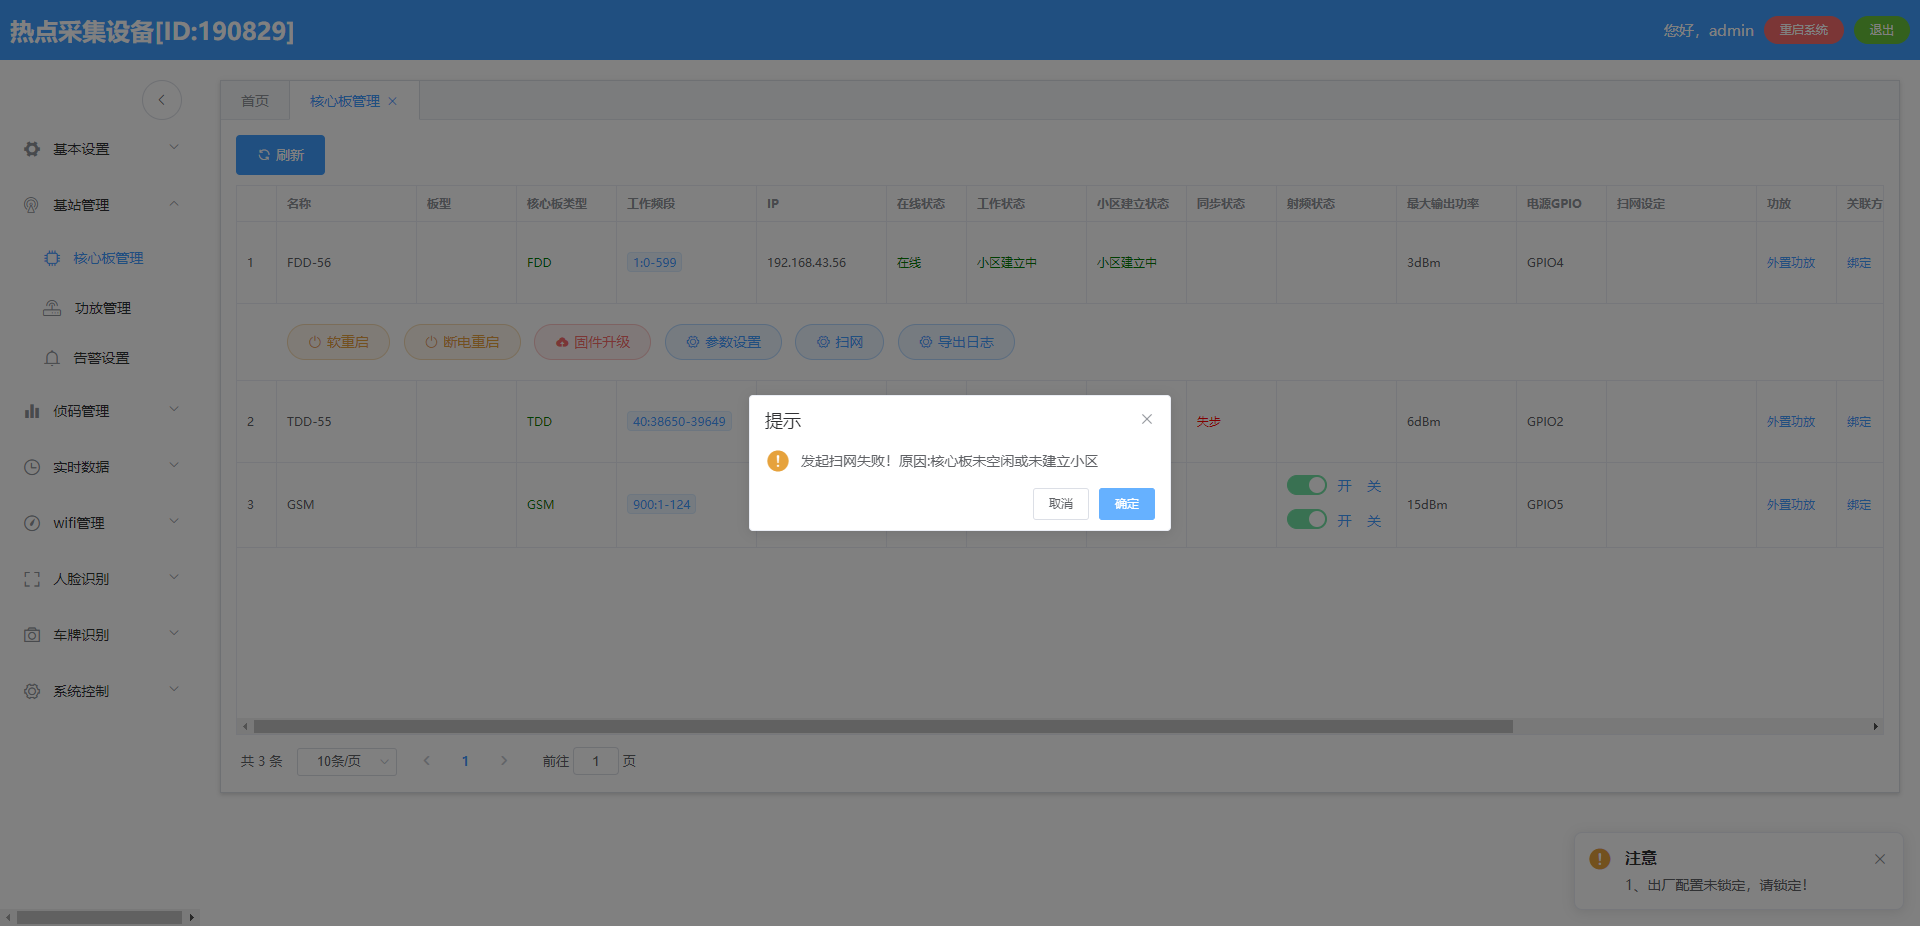 热点采集设备[ID:190829]
您好，admin 重启系统 退出
首页 核心板管理
基本设置
基站管理
核心板管理
功放管理
告警设置
侦码管理
实时数据
wifi管理
人脸识别
车牌识别
系统控制
刷新
名称 板型 核心板类型 工作频段 IP 在线状态 工作状态 小区建立状态 同步状态 射频状态 最大输出功率 电源GPIO 扫网设定 功放 关联方
1 FDD-56 FDD 1:0-599 192.168.43.56 在线 小区建立中 小区建立中 3dBm GPIO4 外置功放 绑定
软重启 断电重启 固件升级 参数设置 扫网 导出日志
2 TDD-55 TDD 40:38650-39649 失步 6dBm GPIO2 外置功放 绑定
3 GSM GSM 900:1-124 开 关 15dBm GPIO5 外置功放 绑定
开 关
提示
发起扫网失败！原因:核心板未空闲或未建立小区
取消 确定
共 3 条 10条/页 1 前往 1 页
注意
1、出厂配置未锁定，请锁定！